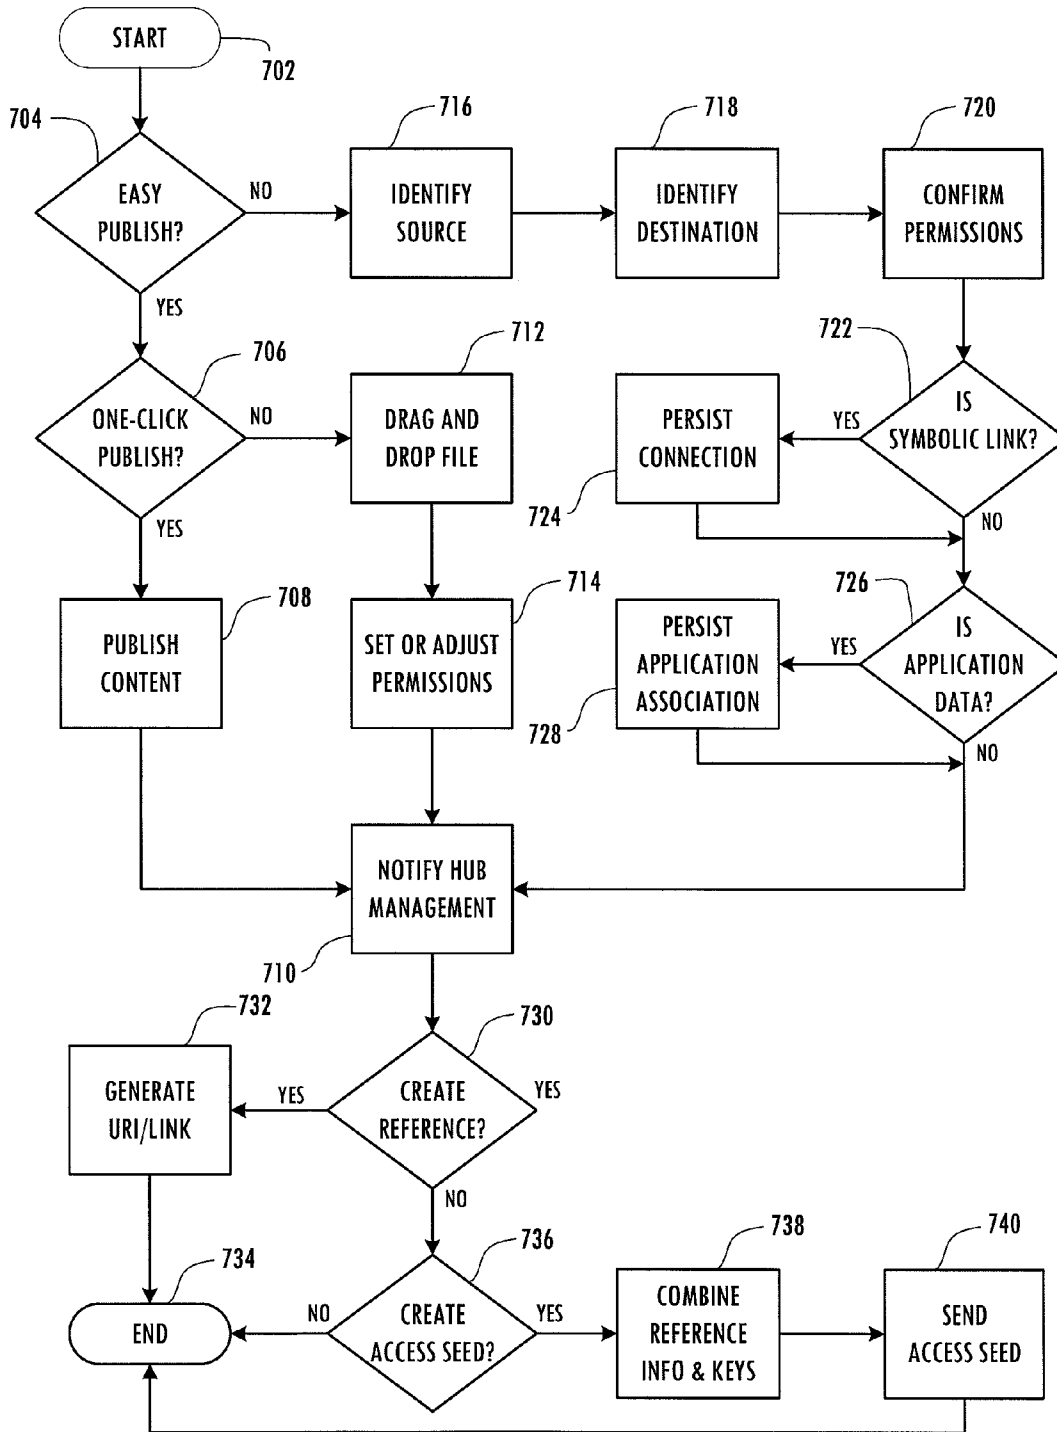 START
702
704
716
718
720
EASY
PUBLISH?
NO
IDENTIFY
SOURCE
IDENTIFY
DESTINATION
CONFIRM
PERMISSIONS
YES
706
712
722
ONE-CLICK
PUBLISH?
NO
DRAG AND
DROP FILE
PERSIST
CONNECTION
YES
IS
SYMBOLIC LINK?
724
YES
NO
708
714
726
PUBLISH
CONTENT
SET OR ADJUST
PERMISSIONS
PERSIST
APPLICATION
ASSOCIATION
YES
IS
APPLICATION
DATA?
728
NO
NOTIFY HUB
MANAGEMENT
710
732
730
GENERATE
URI/LINK
YES
CREATE
REFERENCE?
YES
NO
734
736
738
740
END
NO
CREATE
ACCESS SEED?
YES
COMBINE
REFERENCE
INFO & KEYS
SEND
ACCESS SEED